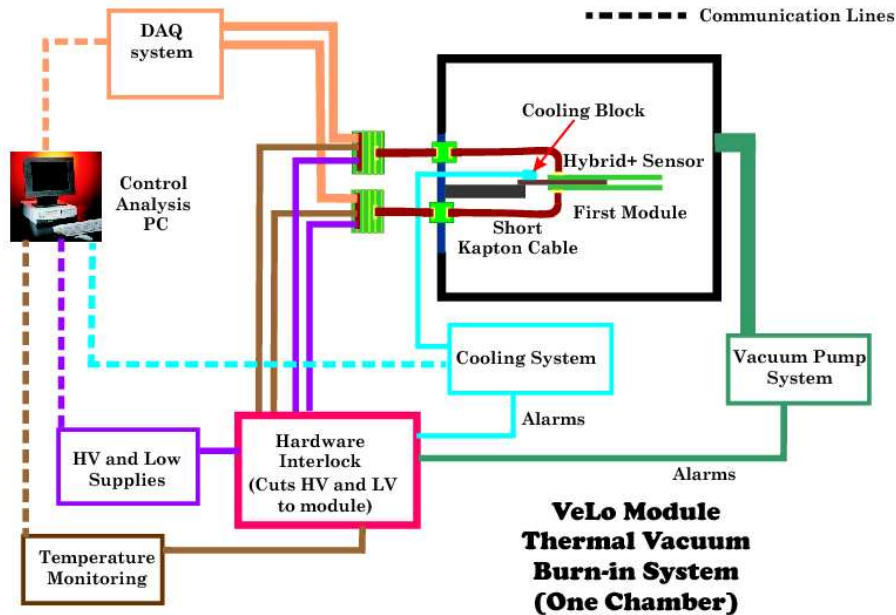 Communication Lines
DAQ
system
Cooling Block
Hybrid+ Sensor
Control
Analysis
PC
First Module
Short
Kapton Cable
Cooling System
Vacuum Pump
System
Alarms
HV and Low
Supplies
Hardware
Interlock
(Cuts HV and LV
to module)
Alarms
Temperature
Monitoring
VeLo Module
Thermal Vacuum
Burn-in System
(One Chamber)